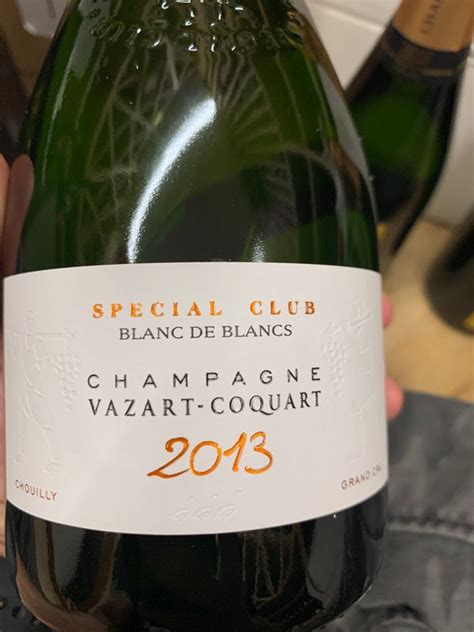 SPECIAL CLUB
BLANC DE BLANCS
CHAMPAGNE
VAZART-COQUART
2013
CHOUILLY
GRAND CRU